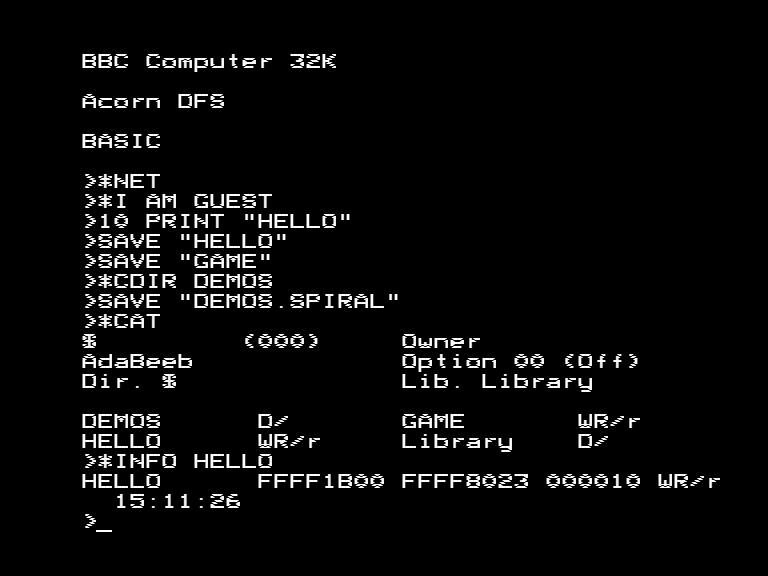 BBC Computer 32K
Acorn DFS
BASIC
>*NET
>*I AM GUEST
>10 PRINT "HELLO"
>SAVE "HELLO"
>SAVE "GAME"
>*CDIR DEMOS
>SAVE "DEMOS.SPIRAL"
>*CAT
$ (000) Owner
AdaBeeb Option 00 (Off)
Dir. $ Lib. Library
DEMOS D/ GAME WR/r
HELLO WR/r Library D/
>*INFO HELLO
HELLO FFFF1B00 FFFF8023 000010 WR/r
15:11:26
>_